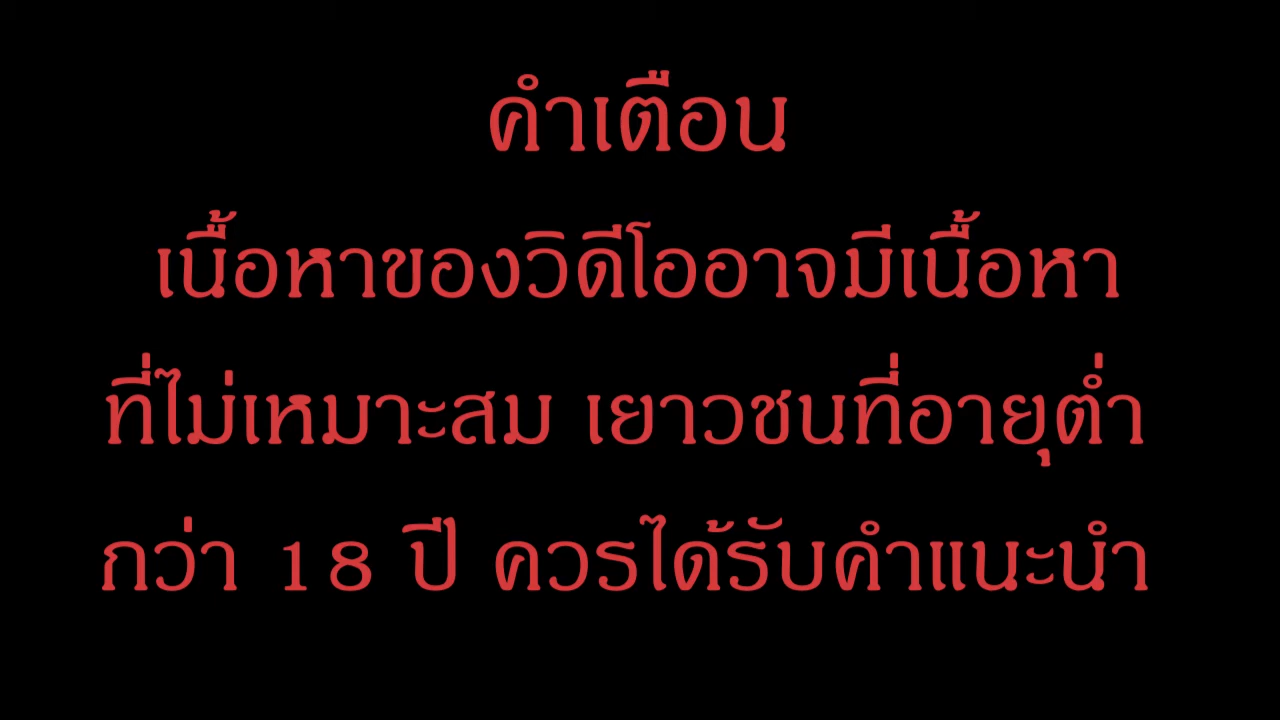 คำเตือน
เนื้อหาของวิดีโออาจมีเนื้อหา
ที่ไม่เหมาะสม เยาวชนที่อายุต่ำ
กว่า 18 ปี ควรได้รับคำแนะนำ